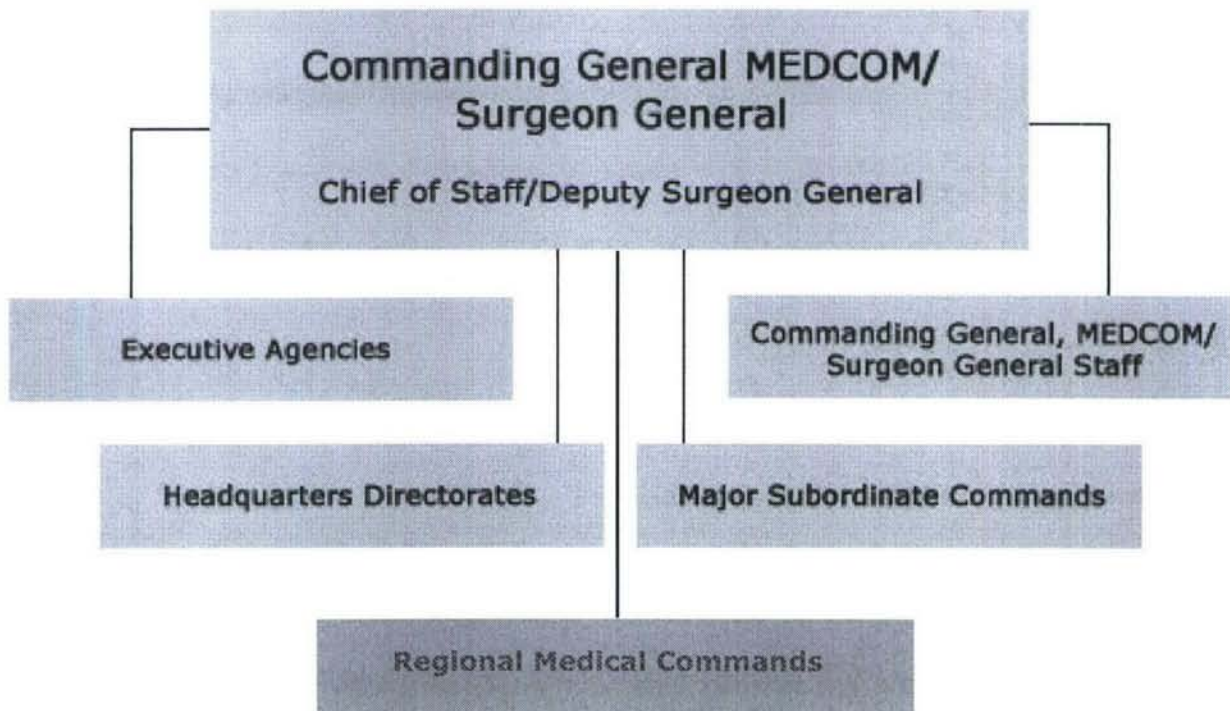 Commanding General MEDCOM/
Surgeon General
Chief of Staff/Deputy Surgeon General
Executive Agencies
Commanding General, MEDCOM/
Surgeon General Staff
Headquarters Directorates
Major Subordinate Commands
Regional Medical Commands